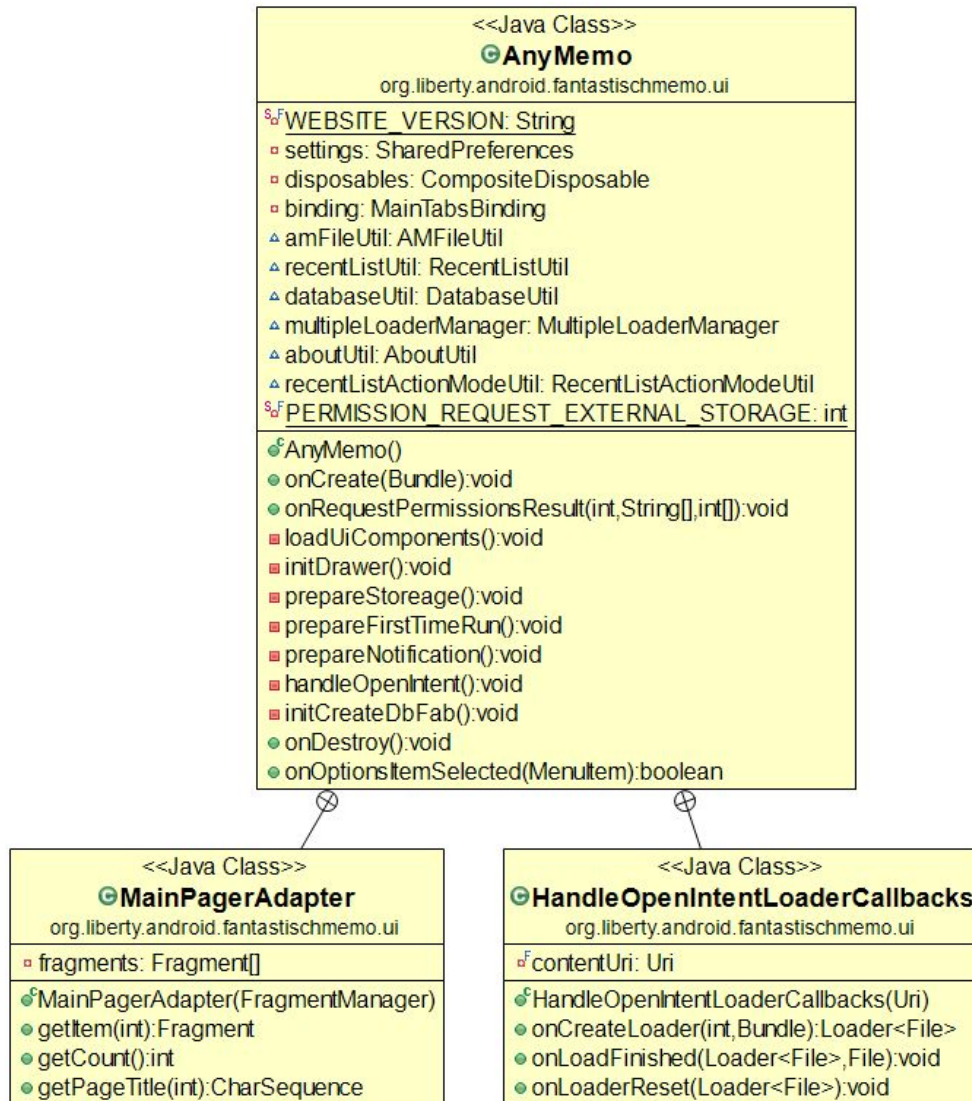 <<Java Class>>
AnyMemo
org.liberty.android.fantastischmemo.ui
WEBSITE_VERSION: String
settings: SharedPreferences
disposables: CompositeDisposable
binding: MainTabsBinding
amFileUtil: AMFileUtil
recentListUtil: RecentListUtil
databaseUtil: DatabaseUtil
multipleLoaderManager: MultipleLoaderManager
aboutUtil: AboutUtil
recentListActionModeUtil: RecentListActionModeUtil
PERMISSION_REQUEST_EXTERNAL_STORAGE: int
AnyMemo()
onCreate(Bundle):void
onRequestPermissionsResult(int,String[],int[]):void
loadUiComponents():void
initDrawer():void
prepareStoreage():void
prepareFirstTimeRun():void
prepareNotification():void
handleOpenIntent():void
initCreateDbFab():void
onDestroy():void
onOptionsItemSelected(MenuItem):boolean
<<Java Class>>
MainPagerAdapter
org.liberty.android.fantastischmemo.ui
fragments: Fragment[]
MainPagerAdapter(FragmentManager)
getItem(int):Fragment
getCount():int
getPageTitle(int):CharSequence
<<Java Class>>
HandleOpenIntentLoaderCallbacks
org.liberty.android.fantastischmemo.ui
contentUri: Uri
HandleOpenIntentLoaderCallbacks(Uri)
onCreateLoader(int,Bundle):Loader<File>
onLoadFinished(Loader<File>,File):void
onLoaderReset(Loader<File>):void